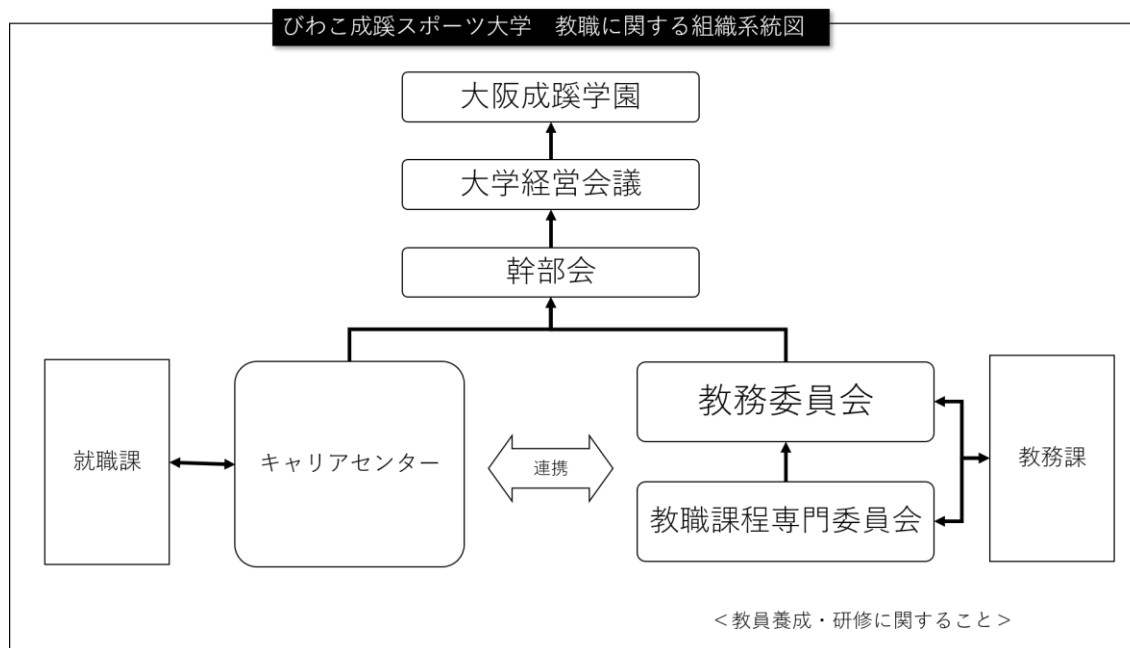 びわこ成蹊スポーツ大学　教職に関する組織系統図
大阪成蹊学園
大学経営会議
幹部会
就職課
キャリアセンター
連携
教務委員会
教職課程専門委員会
教務課
＜教員養成・研修に関すること＞